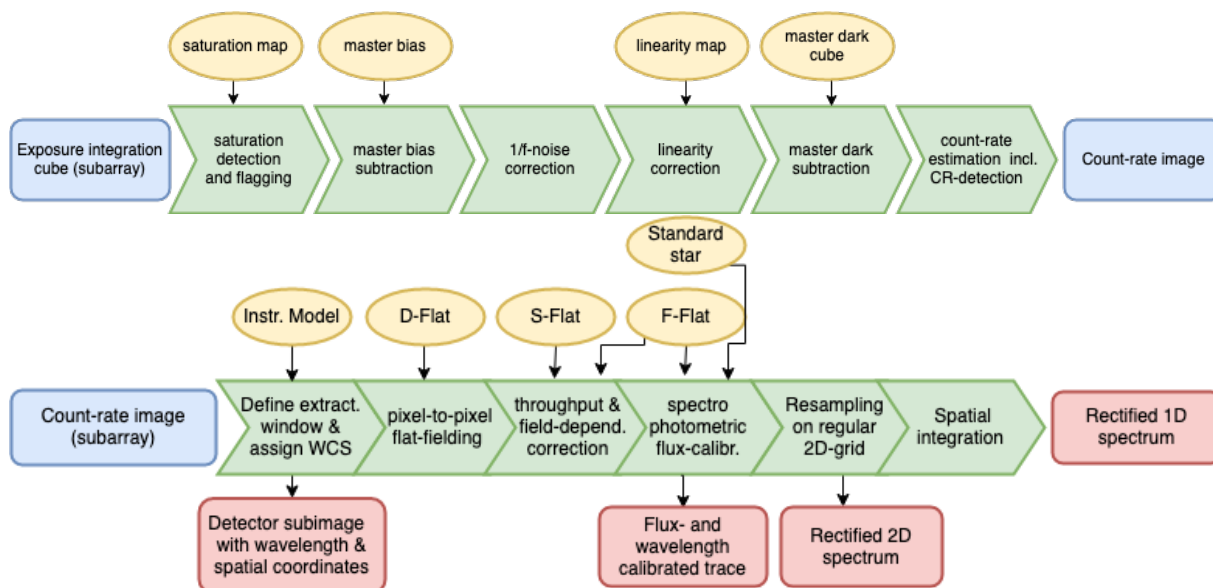 saturation map
master bias
linearity map
master dark
cube
Exposure integration
cube (subarray)
saturation
detection
and flagging
master bias
subtraction
1/f-noise
correction
linearity
correction
master dark
subtraction
count-rate
estimation incl.
CR-detection
Count-rate image
Standard
star
Instr. Model
D-Flat
S-Flat
F-Flat
Count-rate image
(subarray)
Define extract.
window &
assign WCS
pixel-to-pixel
flat-fielding
throughput &
field-depend.
correction
spectro
photometric
flux-calibr.
Resampling
on regular
2D-grid
Spatial
integration
Rectified 1D
spectrum
Detector subimage
with wavelength &
spatial coordinates
Flux- and
wavelength
calibrated trace
Rectified 2D
spectrum